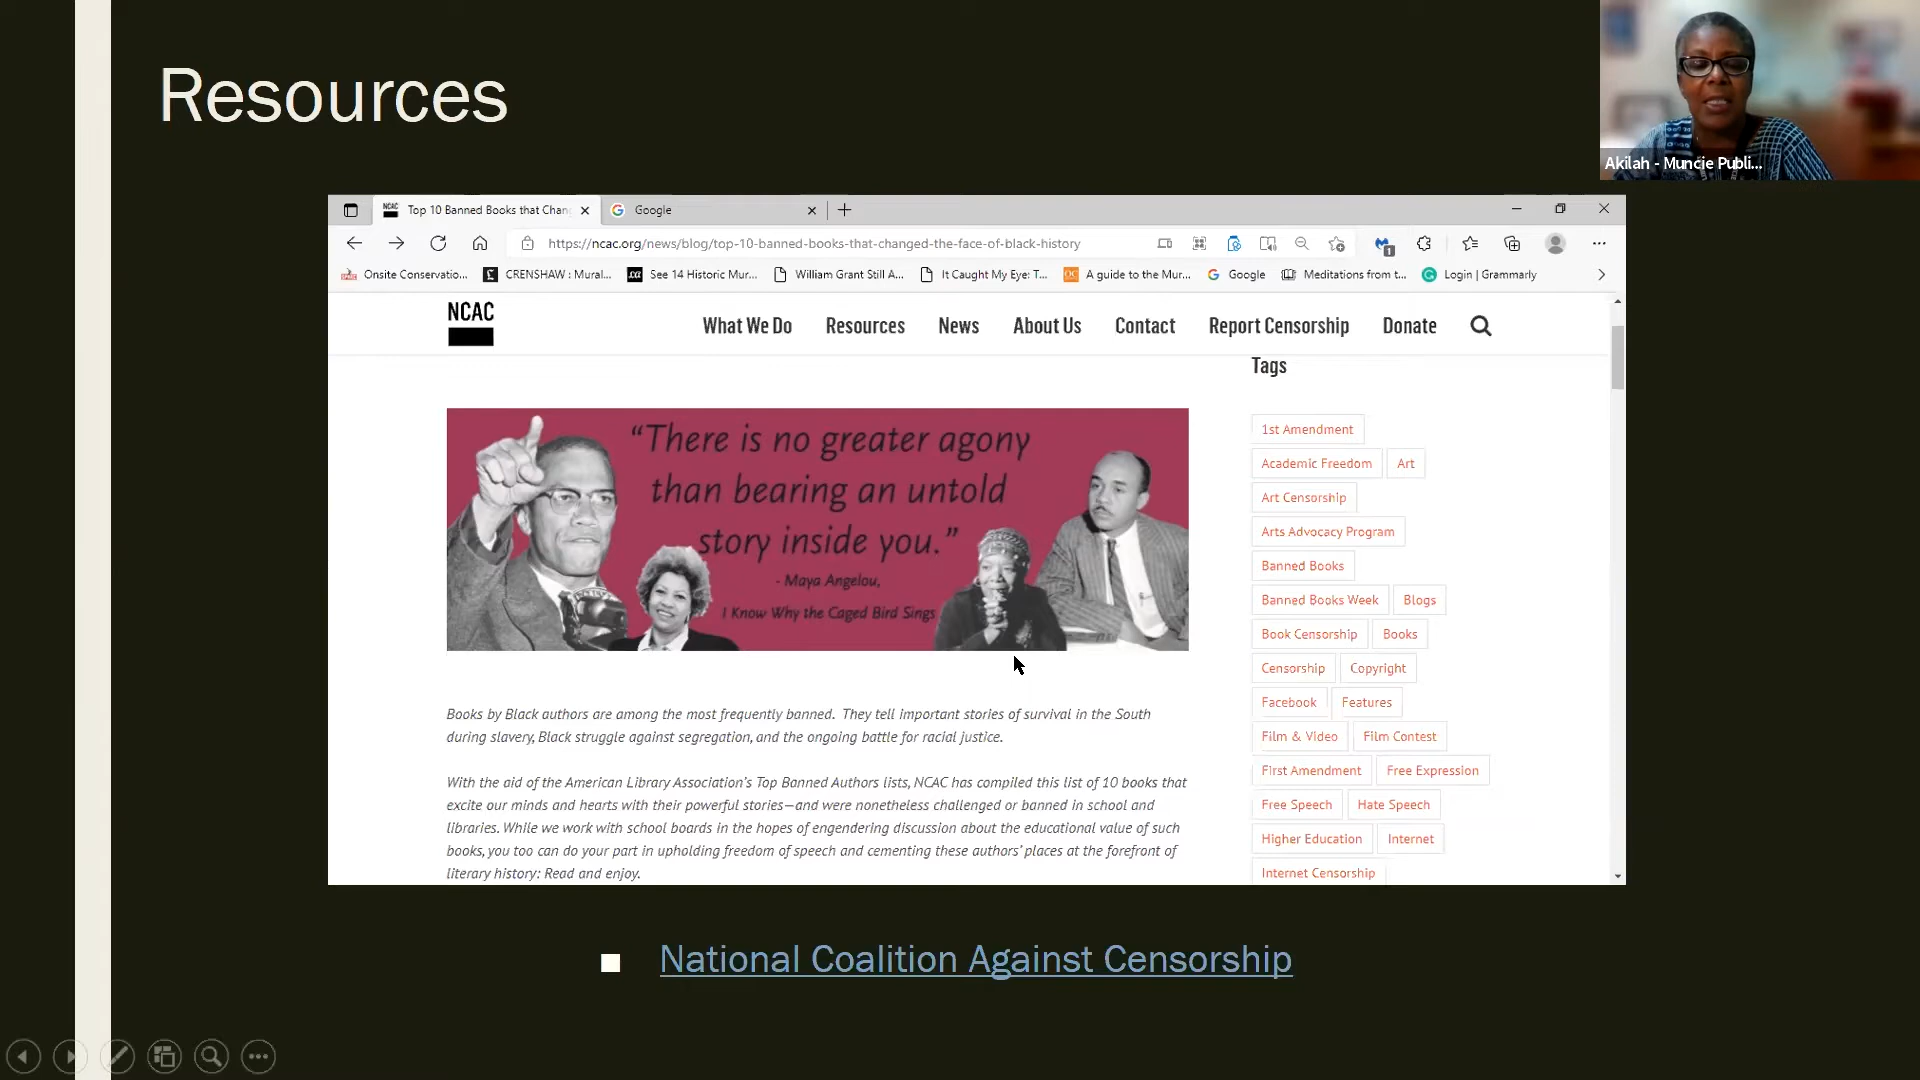 Resources
Akilah - Muncie Publi...
Top 10 Banned Books that Chan
Google
https://ncac.org/news/blog/top-10-banned-books-that-changed-the-face-of-black-history
1
Onsite Conservatio... CRENSHAW : Mural... See 14 Historic Mur... William Grant Still A... It Caught My Eye: T... A guide to the Mur... Google Meditations from t... Login | Grammarly
NCAC
What We Do Resources News About Us Contact Report Censorship Donate
“There is no greater agony
than bearing an untold
story inside you.”
- Maya Angelou,
I Know Why the Caged Bird Sings
Books by Black authors are among the most frequently banned. They tell important stories of survival in the South
during slavery, Black struggle against segregation, and the ongoing battle for racial justice.
With the aid of the American Library Association’s Top Banned Authors lists, NCAC has compiled this list of 10 books that
excite our minds and hearts with their powerful stories—and were nonetheless challenged or banned in school and
libraries. While we work with school boards in the hopes of engendering discussion about the educational value of such
books, you too can do your part in upholding freedom of speech and cementing these authors’ places at the forefront of
literary history: Read and enjoy.
Tags
1st Amendment
Academic Freedom Art
Art Censorship
Arts Advocacy Program
Banned Books
Banned Books Week Blogs
Book Censorship Books
Censorship Copyright
Facebook Features
Film & Video Film Contest
First Amendment Free Expression
Free Speech Hate Speech
Higher Education Internet
Internet Censorship
National Coalition Against Censorship